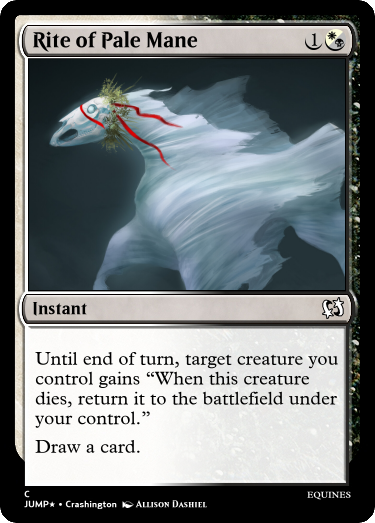 Rite of Pale Mane 1
Instant
Until end of turn, target creature you
control gains “When this creature
dies, return it to the battlefield under
your control.”
Draw a card.
C
JUMP★ • Crashington ALLISON DASHIEL EQUINES